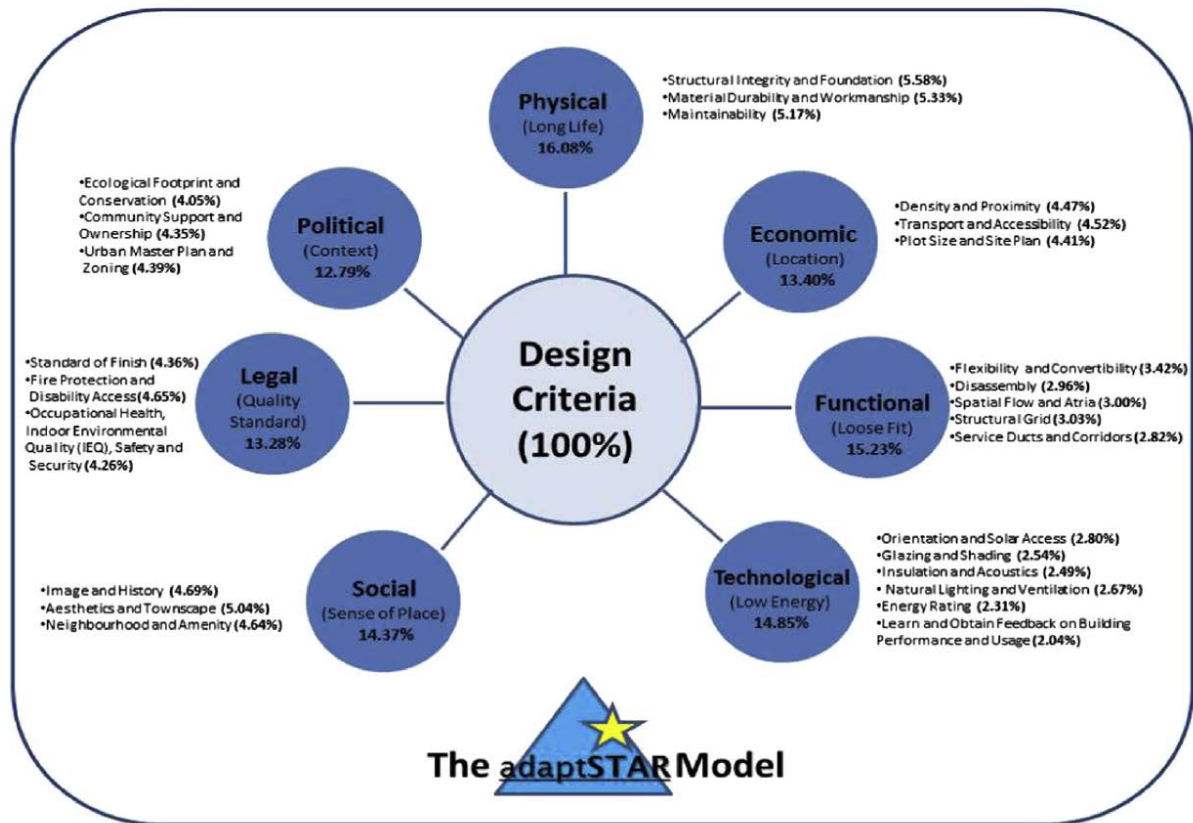 Physical
(Long Life)
16.08%
•Structural Integrity and Foundation (5.58%)
•Material Durability and Workmanship (5.33%)
•Maintainability (5.17%)
Economic
(Location)
13.40%
•Density and Proximity (4.47%)
•Transport and Accessibility (4.52%)
•Plot Size and Site Plan (4.41%)
Functional
(Loose Fit)
15.23%
•Flexibility and Convertibility (3.42%)
•Disassembly (2.96%)
•Spatial Flow and Atria (3.00%)
•Structural Grid (3.03%)
•Service Ducts and Corridors (2.82%)
Technological
(Low Energy)
14.85%
•Orientation and Solar Access (2.80%)
•Glazing and Shading (2.54%)
•Insulation and Acoustics (2.49%)
• Natural Lighting and Ventilation (2.67%)
•Energy Rating (2.31%)
•Learn and Obtain Feedback on Building
Performance and Usage (2.04%)
Social
(Sense of Place)
14.37%
•Image and History (4.69%)
•Aesthetics and Townscape (5.04%)
•Neighbourhood and Amenity (4.64%)
Legal
(Quality
Standard)
13.28%
•Standard of Finish (4.36%)
•Fire Protection and
Disability Access (4.65%)
•Occupational Health,
Indoor Environmental
Quality (IEQ), Safety and
Security (4.26%)
Political
(Context)
12.79%
•Ecological Footprint and
Conservation (4.05%)
•Community Support and
Ownership (4.35%)
•Urban Master Plan and
Zoning (4.39%)
Design
Criteria
(100%)
The adaptSTAR Model